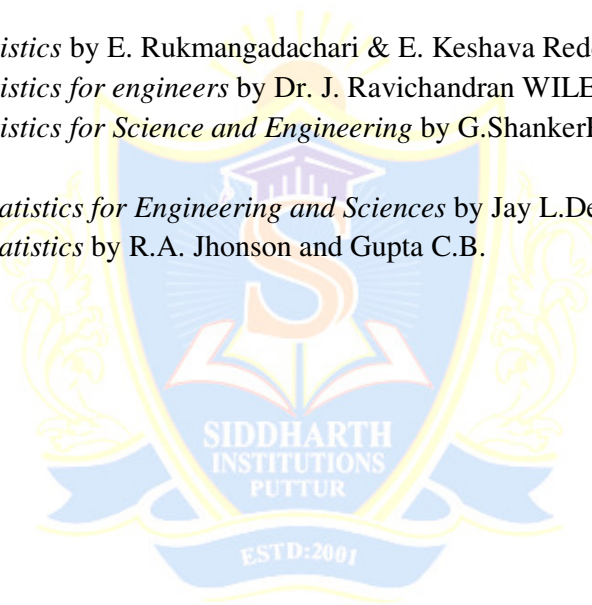 istics by E. Rukmangadachari & E. Keshava Red
istics for engineers by Dr. J. Ravichandran WILE
istics for Science and Engineering by G.Shanker
atistics for Engineering and Sciences by Jay L.De
atistics by R.A. Jhonson and Gupta C.B.
S
SIDDHARTH
INSTITUTIONS
PUTTUR
ESTD:2001